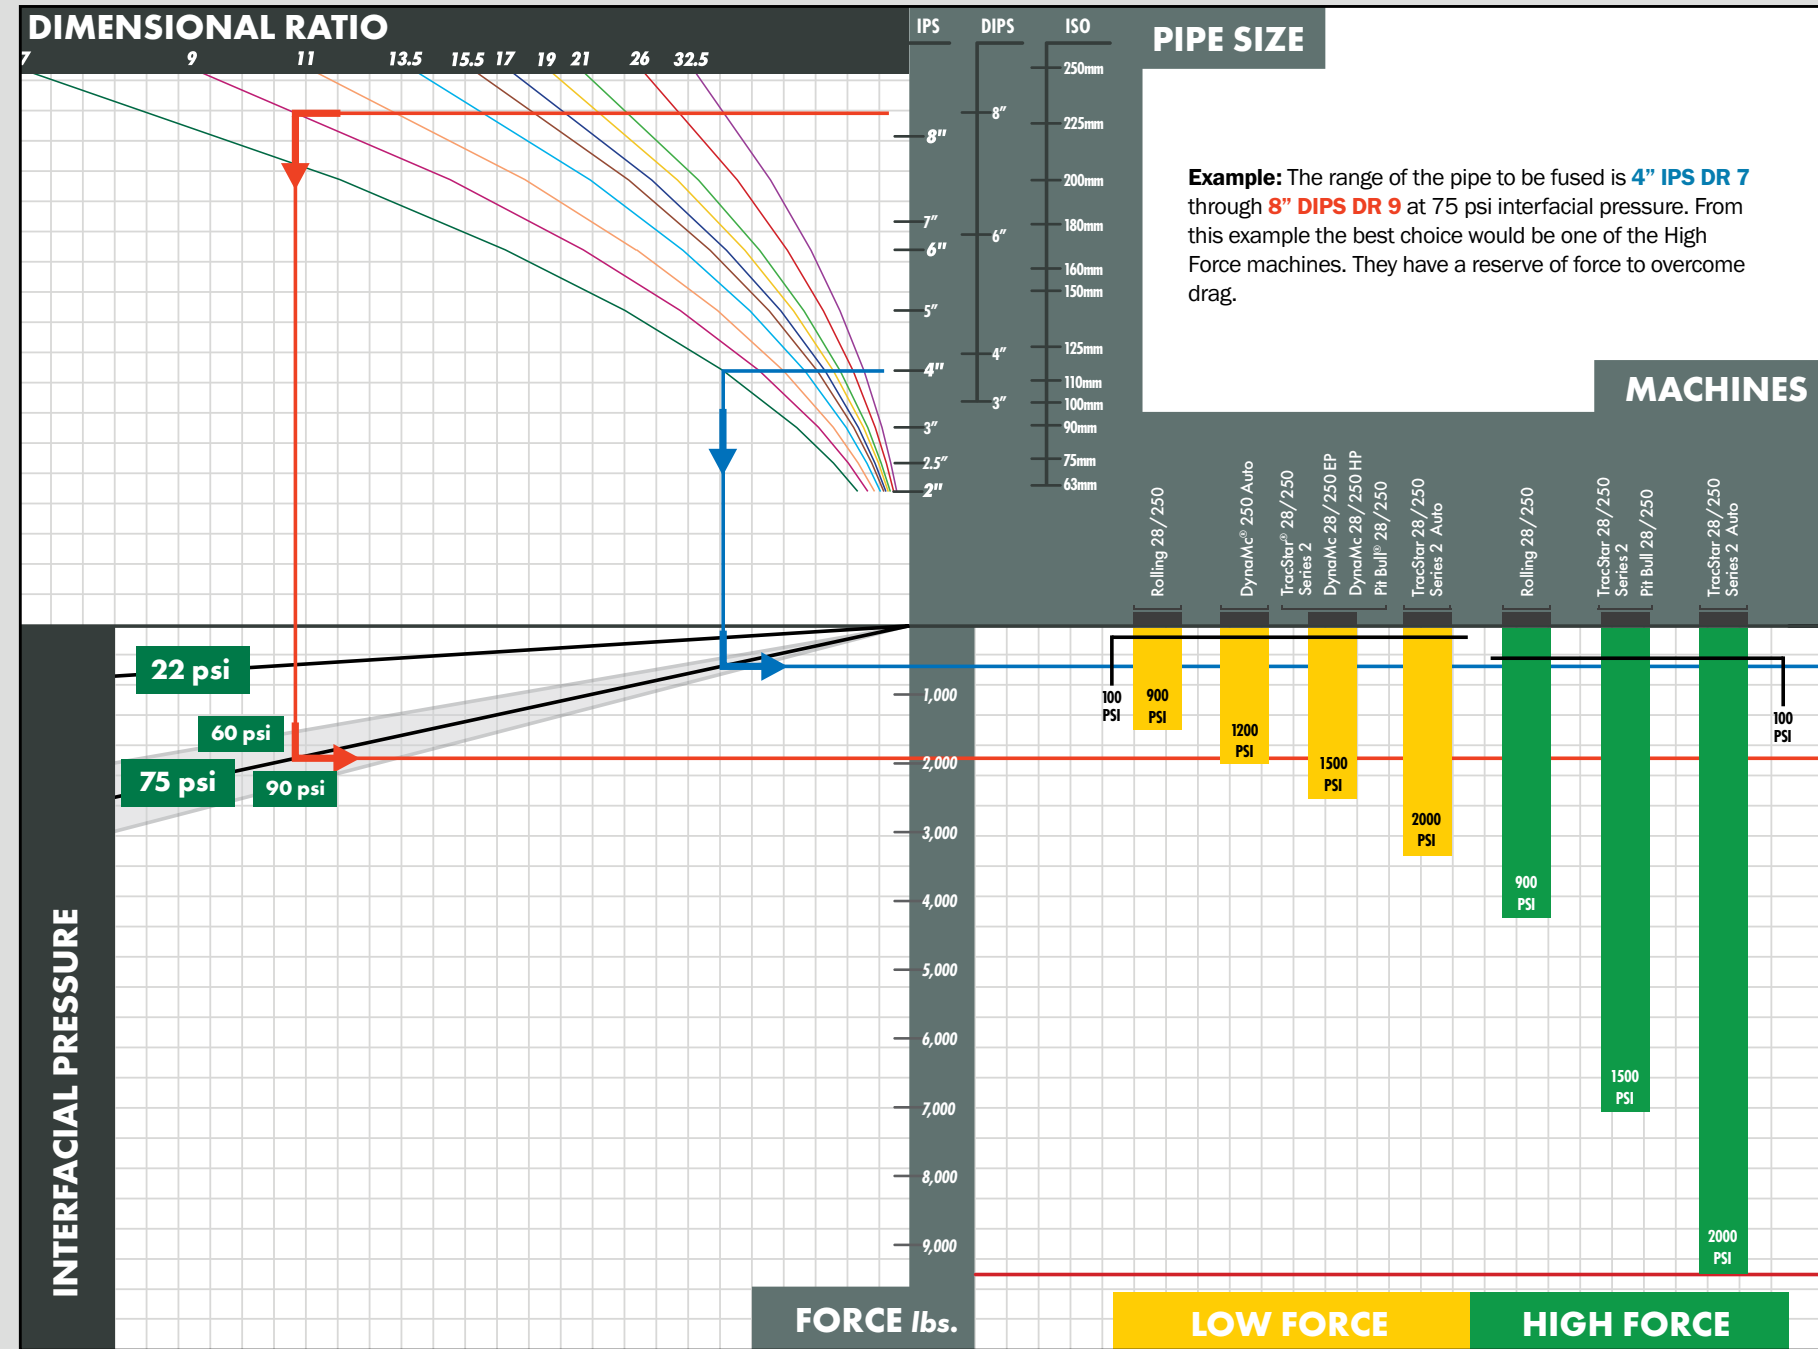 DIMENSIONAL RATIO
7 9 11 13.5 15.5 17 19 21 26 32.5
IPS DIPS ISO
8"
7"
6"
5"
4"
3"
2.5"
2"
8"
6"
4"
3"
250mm
225mm
200mm
180mm
160mm
150mm
125mm
110mm
100mm
90mm
75mm
63mm
PIPE SIZE
Example: The range of the pipe to be fused is 4” IPS DR 7
through 8” DIPS DR 9 at 75 psi interfacial pressure. From
this example the best choice would be one of the High
Force machines. They have a reserve of force to overcome
drag.
MACHINES
Rolling 28/250
DynaMc® 250 Auto
TracStar® 28/250
Series 2
DynaMc 28/250 EP
DynaMc 28/250 HP
Pit Bull® 28/250
TracStar 28/250
Series 2 Auto
Rolling 28/250
TracStar 28/250
Series 2
Pit Bull 28/250
TracStar 28/250
Series 2 Auto
INTERFACIAL PRESSURE
22 psi
60 psi
75 psi
90 psi
1,000
2,000
3,000
4,000
5,000
6,000
7,000
8,000
9,000
FORCE lbs.
100
PSI
900
PSI
1200
PSI
1500
PSI
2000
PSI
900
PSI
1500
PSI
2000
PSI
100
PSI
LOW FORCE
HIGH FORCE